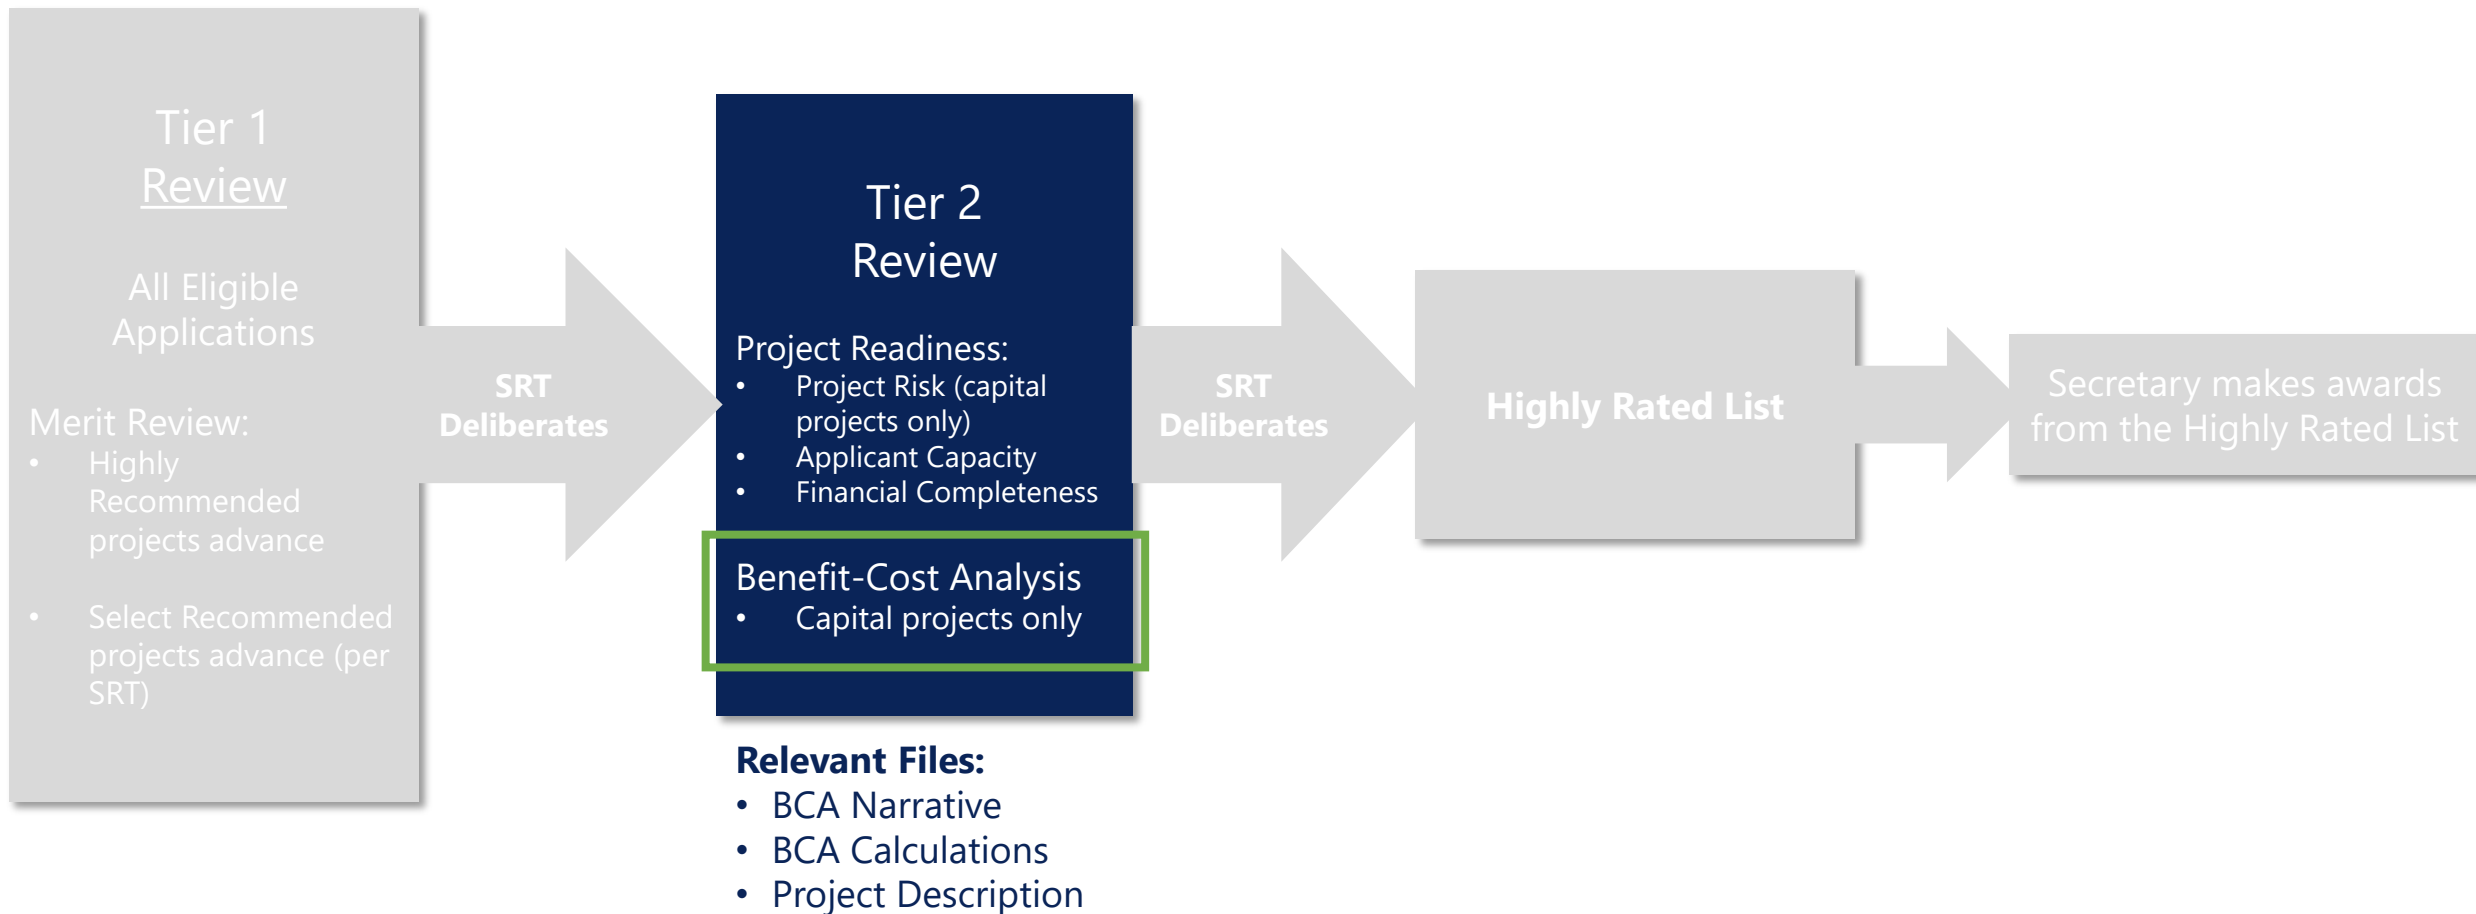 Tier 1
Review
All Eligible
Applications
Merit Review:
• Highly
Recommended
projects advance
• Select Recommended
projects advance (per
SRT)
SRT
Deliberates
Tier 2
Review
Project Readiness:
• Project Risk (capital
projects only)
• Applicant Capacity
• Financial Completeness
Benefit-Cost Analysis
• Capital projects only
Relevant Files:
• BCA Narrative
• BCA Calculations
• Project Description
SRT
Deliberates
Highly Rated List
Secretary makes awards
from the Highly Rated List